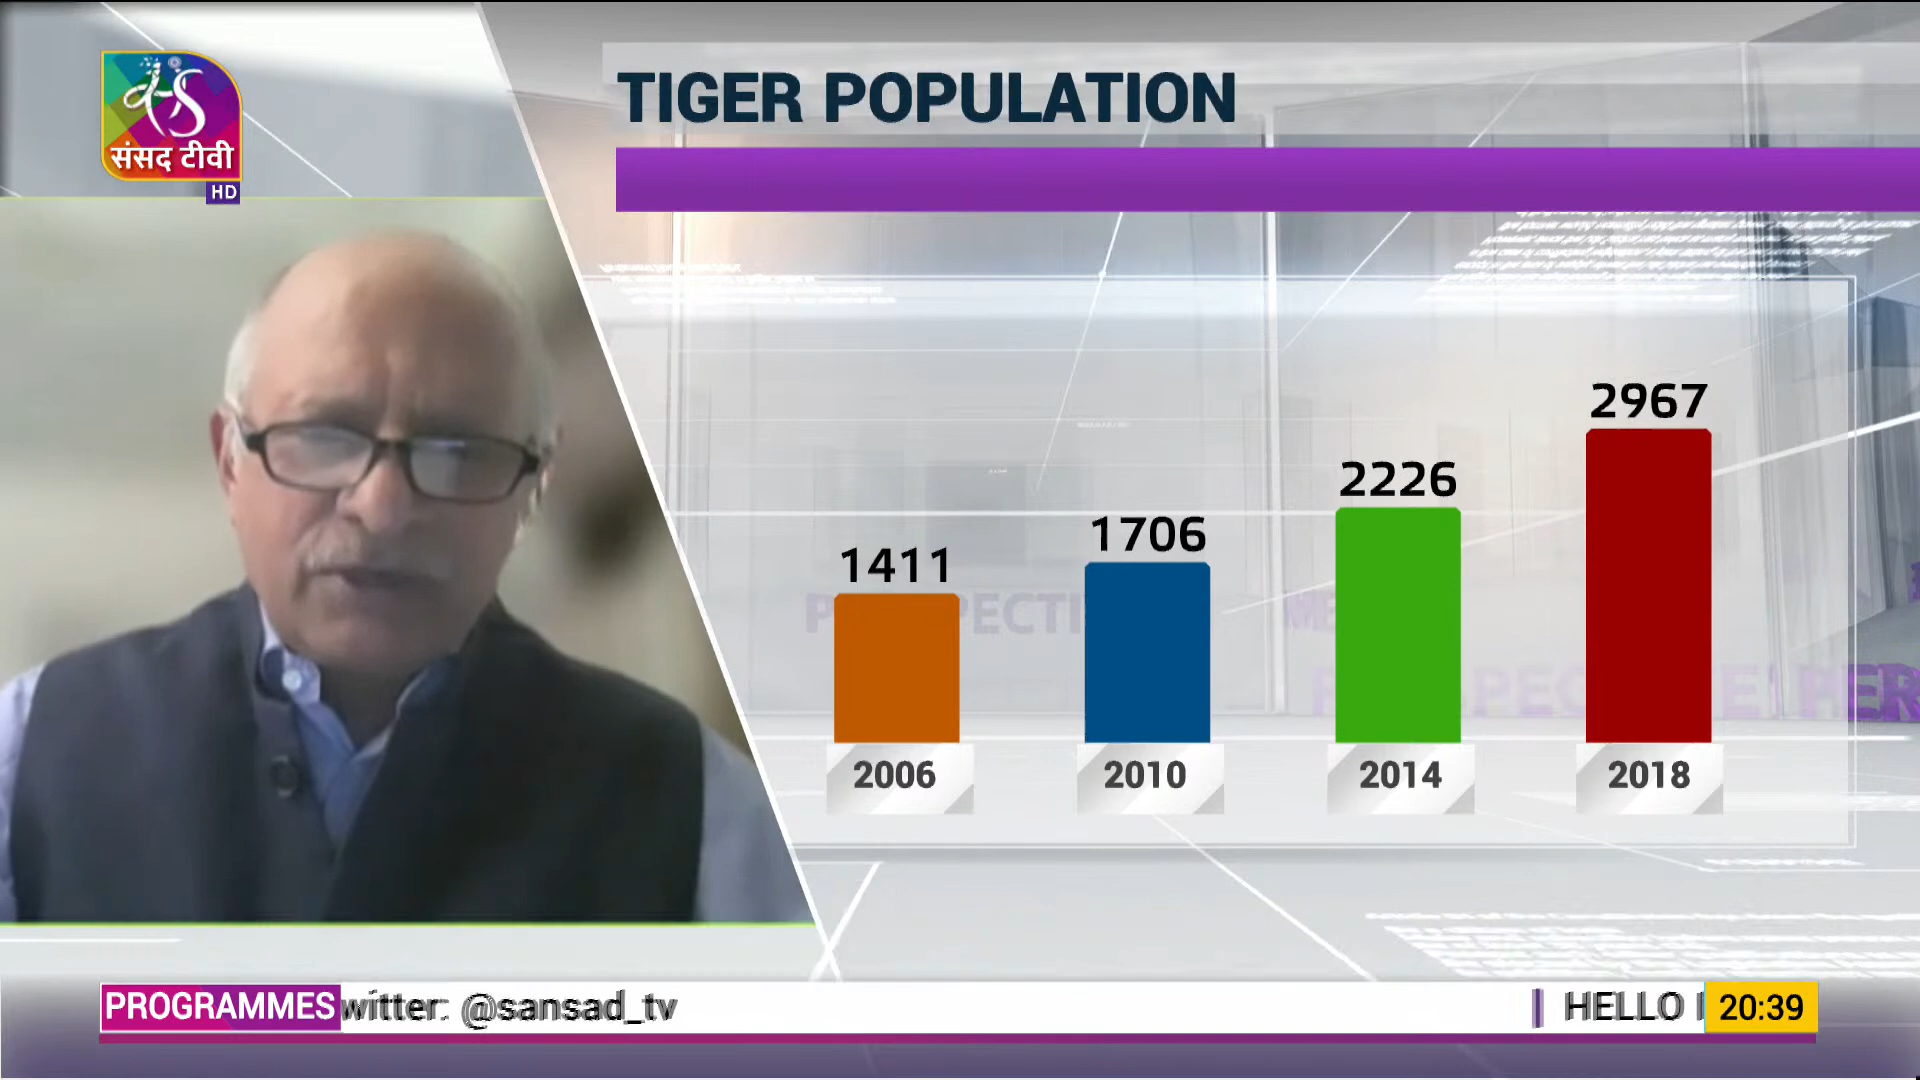 संसद टीवी
HD
TIGER POPULATION
2967
2226
1706
1411
2006
2010
2014
2018
PROGRAMMES
witter: @sansad_tv
HELLO
20:39